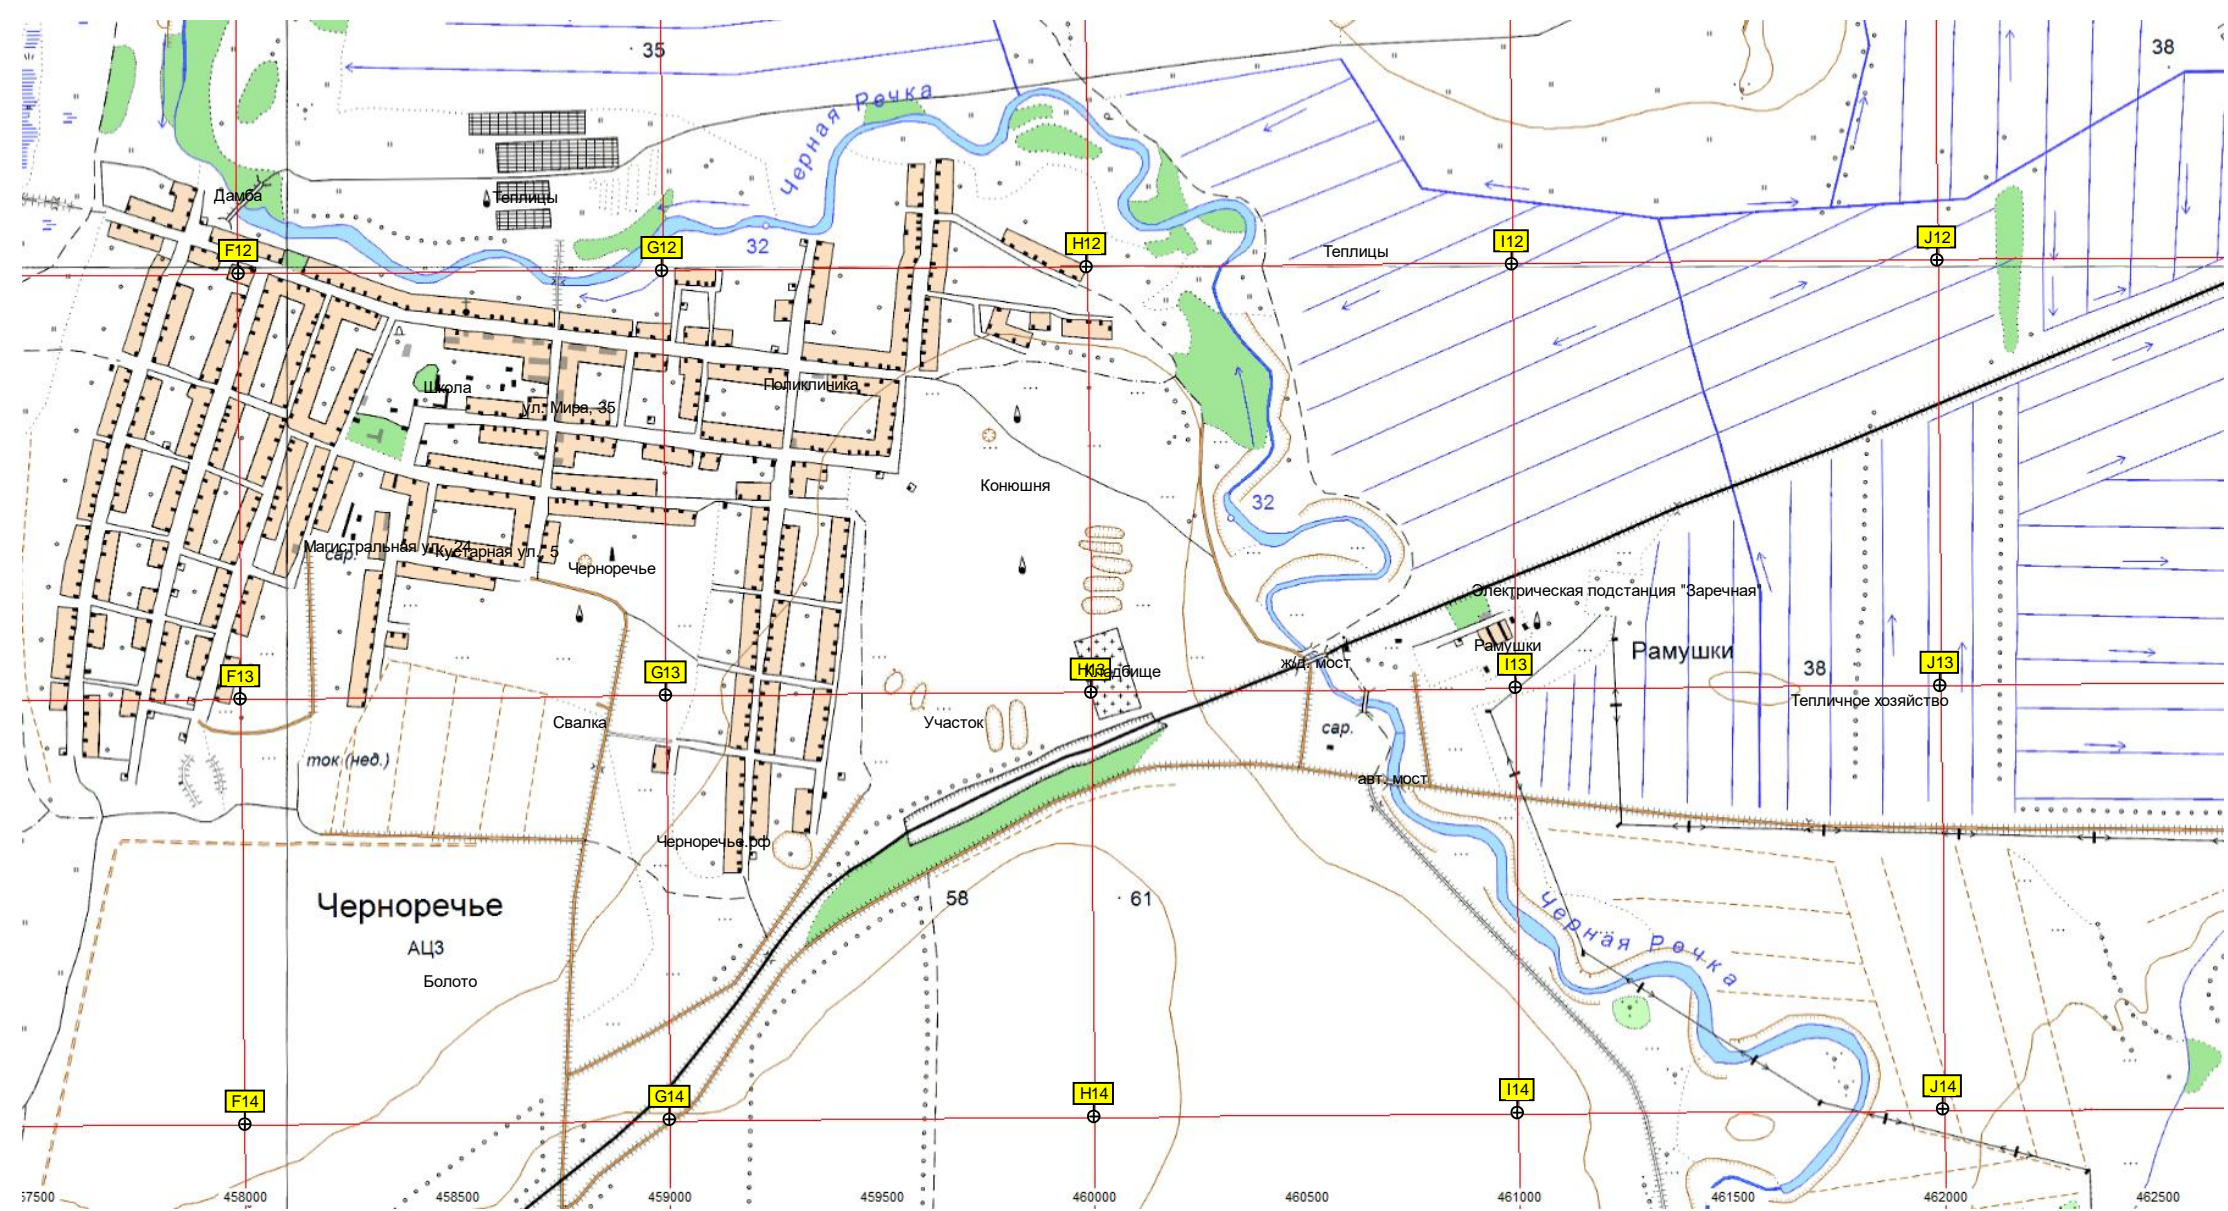 35
38
Черная Речка
Дамба
Теплицы
F12
G12
32
H12
Теплицы
I12
J12
Школа
Поликлиника
ул. Мира, 35
Конюшня
32
Магистральная ул., 24
Кустарная ул., 5
сар.
Черноречье
Электрическая подстанция "Заречная"
Рамушки
Рамушки
ж/д. мост
38
F13
G13
H13
Кладбище
I13
J13
Тепличное хозяйство
Свалка
Участок
сар.
ток (нед.)
авт. мост
Черноречье.рф
Черноречье
58
61
АЦЗ
Болото
Черная Речка
F14
G14
H14
I14
J14
57500
458000
458500
459000
459500
460000
460500
461000
461500
462000
462500